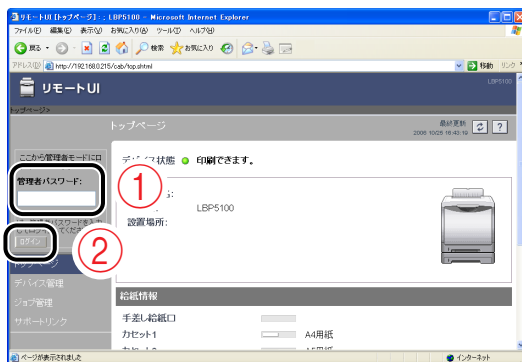 リモートUI [トップページ] : : LBP5100 - Microsoft Internet Explorer
ファイル(F) 編集(E) 表示(V) お気に入り(A) ツール(T) ヘルプ(H)
戻る 検索 お気に入り
アドレス(D) http://192.168.0.215/cab/top.shtml 移動 リンク
リモートUI
LBP5100
トップページ>
トップページ
最終更新
2006 10/25 16:43:19
ここから管理者モードにロ
管理者パスワード:
①
ログイン
②
トップページ
デバイス管理
ジョブ管理
サポートリンク
デバイス状態 印刷できます。
LBP5100
設置場所:
給紙情報
手差し給紙口
カセット1 A4用紙
ページが表示されました
インターネット